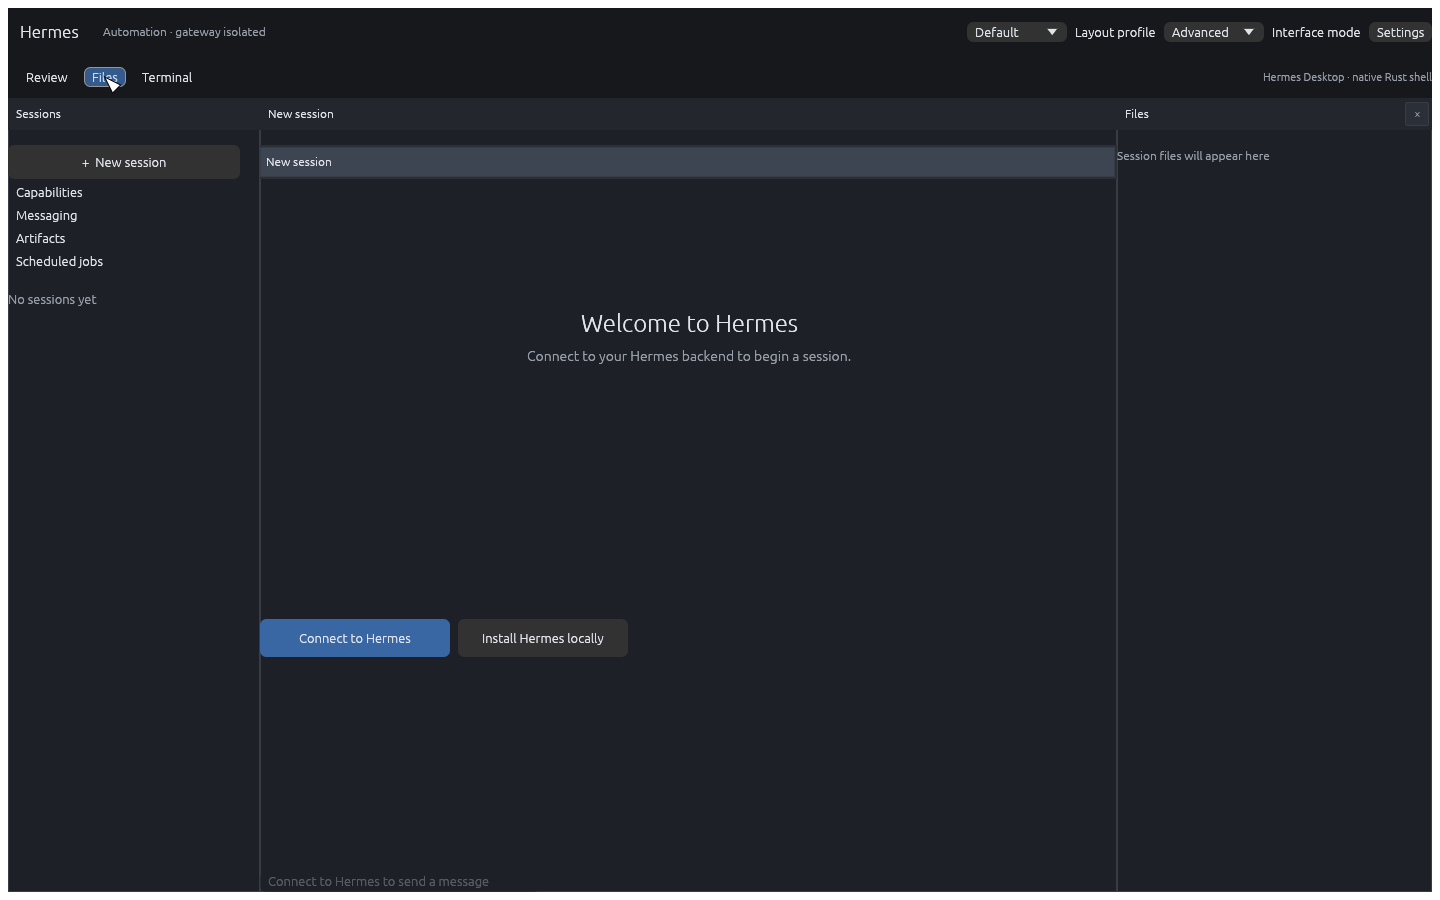 Hermes Automation · gateway isolated Default Layout profile Advanced Interface mode Settings
Review Files Terminal Hermes Desktop · native Rust shell
Sessions New session Files x
+ New session
Capabilities
Messaging
Artifacts
Scheduled jobs
No sessions yet
New session
Welcome to Hermes
Connect to your Hermes backend to begin a session.
Connect to Hermes Install Hermes locally
Connect to Hermes to send a message
Session files will appear here